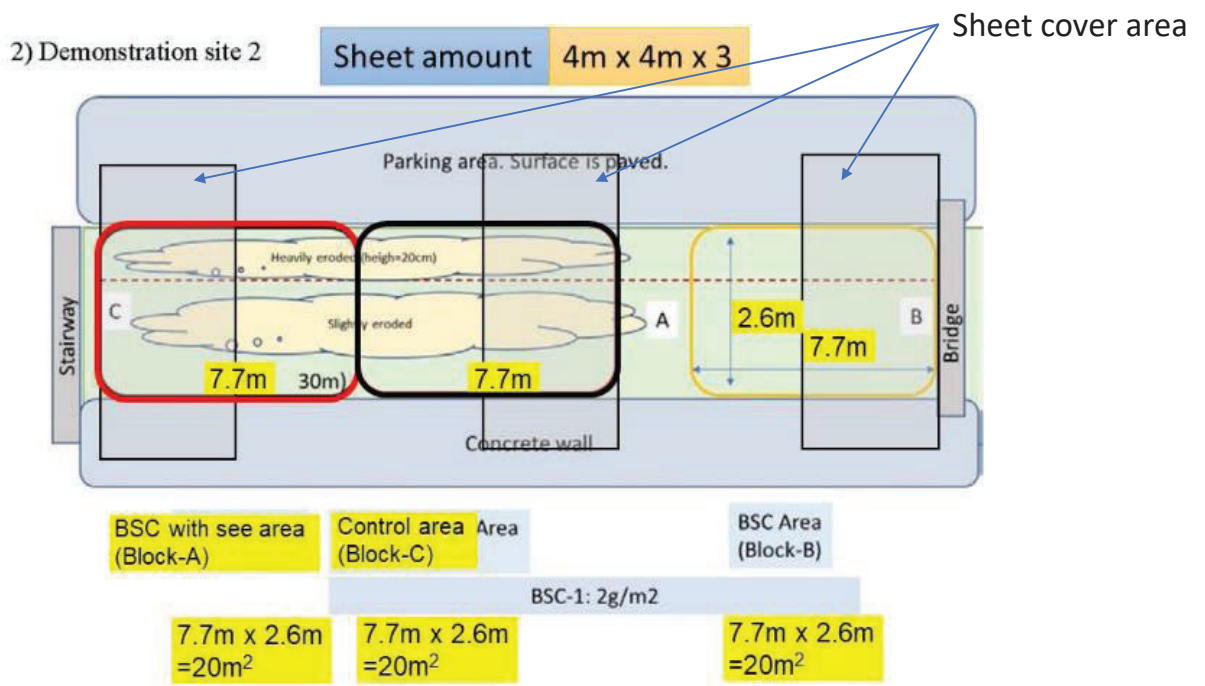 Sheet cover area
2) Demonstration site 2
Sheet amount 4m x 4m x 3
Parking area. Surface is paved.
Heavily eroded (heigh=20cm)
Stairway
C
Slightly eroded
A
2.6m
B
Bridge
7.7m
7.7m
30m)
7.7m
Concrete wall
BSC with see area
(Block-A)
Control area
(Block-C)
Area
BSC Area
(Block-B)
BSC-1: 2g/m2
7.7m x 2.6m
=20m²
7.7m x 2.6m
=20m²
7.7m x 2.6m
=20m²